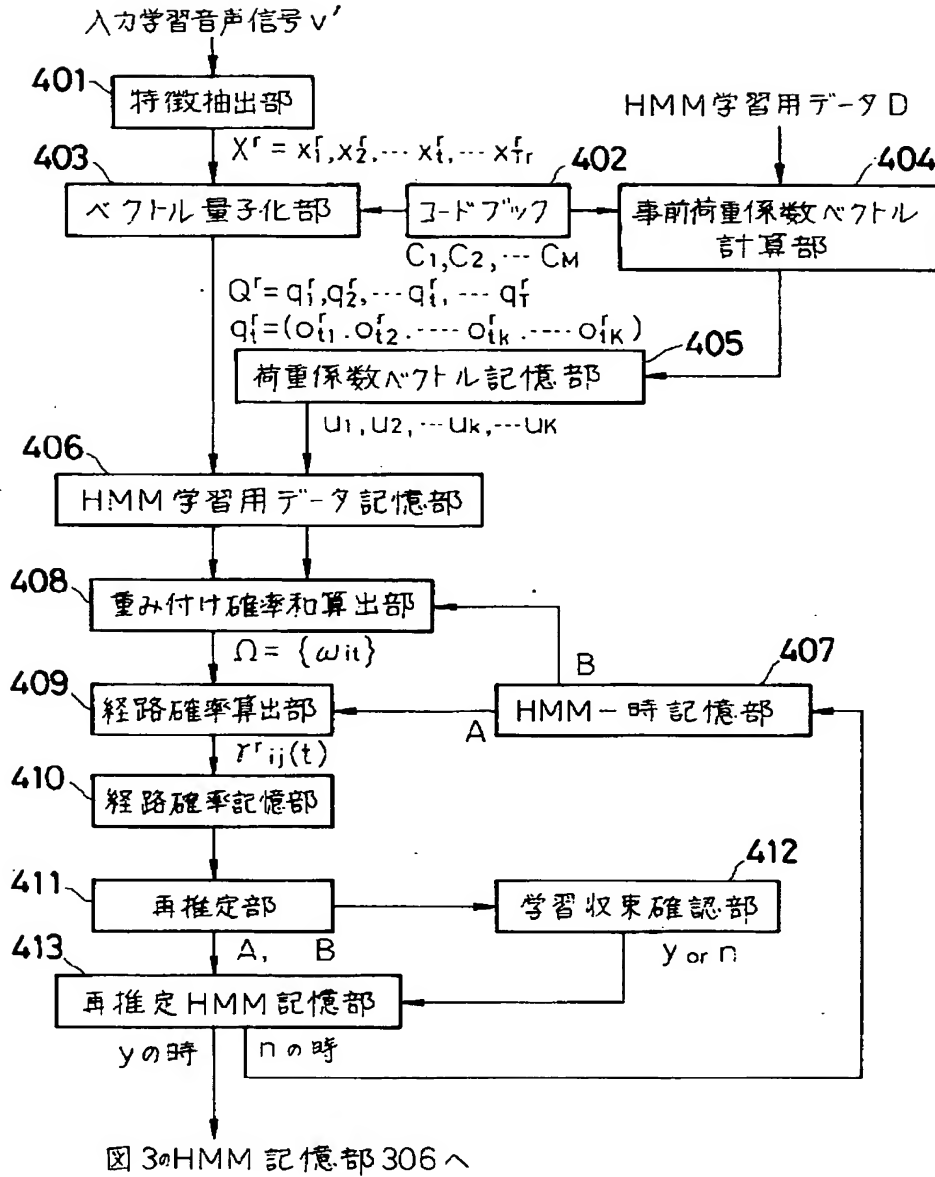 入力学習音声信号v'
401
特徴抽出部
HMM学習用データD
X^r = x^r_1, x^r_2, … x^r_t, … x^r_Tr
403
402
404
ベクトル量子化部
コードブック
事前荷重係数ベクトル
計算部
C1, C2, … CM
Q^r = q^r_1, q^r_2, … q^r_t, … q^r_T
q^r_t = (o^r_t1. o^r_t2. …. o^r_tk. …. o^r_tK)
405
荷重係数ベクトル記憶部
u1, u2, … uk, … uK
406
HMM学習用データ記憶部
408
重み付け確率和算出部
Ω = {ωit}
B
407
409
経路確率算出部
HMM一時記憶部
A
γ^r ij(t)
410
経路確率記憶部
412
411
再推定部
学習収束確認部
A, B
y or n
413
再推定HMM記憶部
yの時
nの時
図3のHMM記憶部306へ